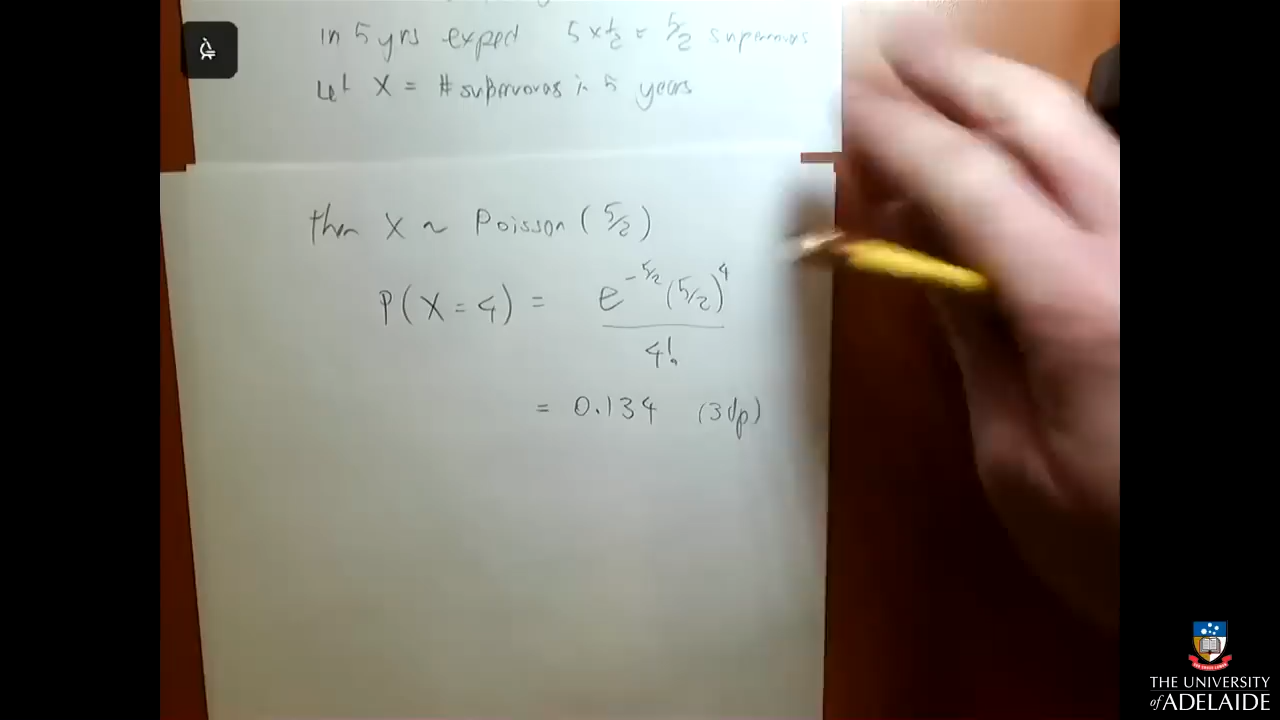 in 5 yrs expect 5 x 1/2 = 5/2 supernovas
Let X = # supernovas in 5 years
then X ~ Poisson (5/2)
P(X = 4) = e^{-5/2} (5/2)^4
4!
= 0.134 (3dp)
THE UNIVERSITY
of ADELAIDE